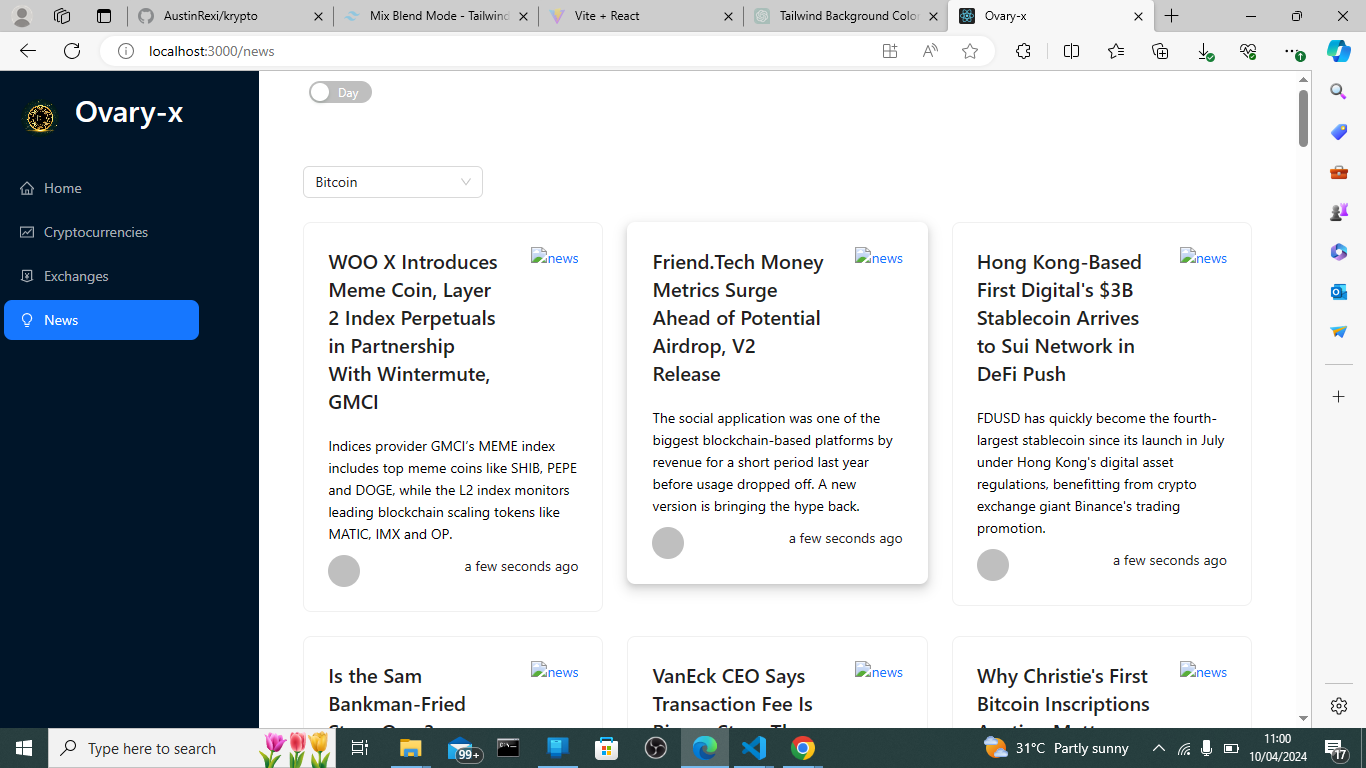 AustinRexi/krypto
Mix Blend Mode - Tailwind
Vite + React
Tailwind Background Color
Ovary-x
localhost:3000/news
Ovary-x
Day
Home
Cryptocurrencies
Exchanges
News
Bitcoin
WOO X Introduces
Meme Coin, Layer
2 Index Perpetuals
in Partnership
With Wintermute,
GMCI
news
Indices provider GMCI’s MEME index
includes top meme coins like SHIB, PEPE
and DOGE, while the L2 index monitors
leading blockchain scaling tokens like
MATIC, IMX and OP.
a few seconds ago
Friend.Tech Money
Metrics Surge
Ahead of Potential
Airdrop, V2
Release
news
The social application was one of the
biggest blockchain-based platforms by
revenue for a short period last year
before usage dropped off. A new
version is bringing the hype back.
a few seconds ago
Hong Kong-Based
First Digital's $3B
Stablecoin Arrives
to Sui Network in
DeFi Push
news
FDUSD has quickly become the fourth-
largest stablecoin since its launch in July
under Hong Kong's digital asset
regulations, benefitting from crypto
exchange giant Binance's trading
promotion.
a few seconds ago
Is the Sam
Bankman-Fried
news
VanEck CEO Says
Transaction Fee Is
news
Why Christie's First
Bitcoin Inscriptions
news
Type here to search
99+
31°C Partly sunny
11:00
10/04/2024
17